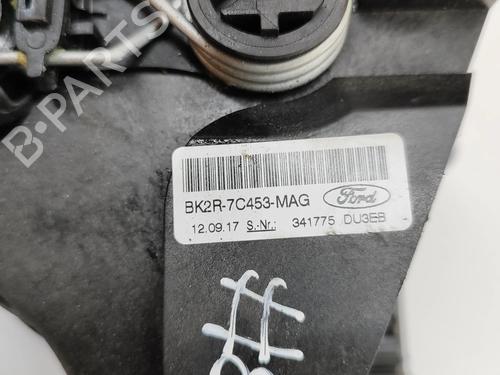 B-PARTS
BK2R-7C453-MAG Ford
12.09.17 S.-Nr.: 341775 DU3EB
#